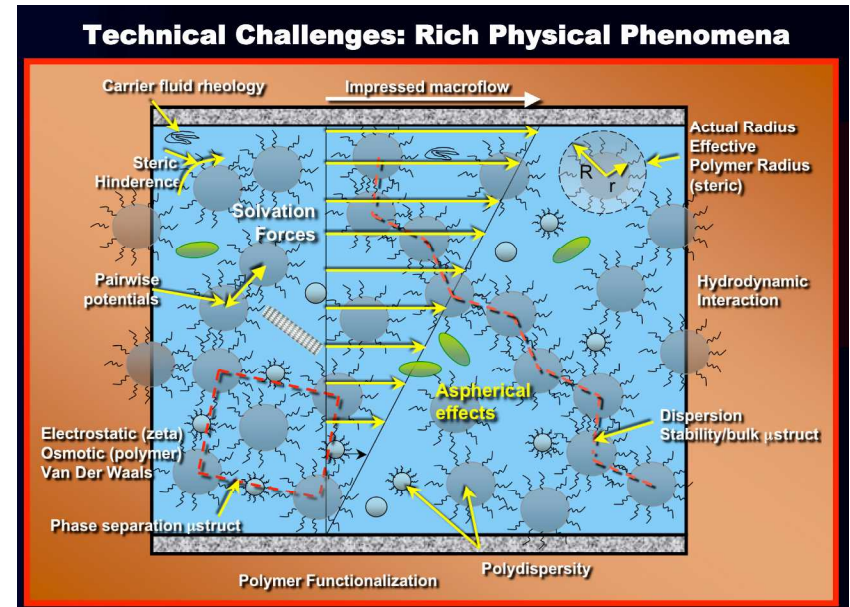 Technical Challenges: Rich Physical Phenomena
Carrier fluid rheology
Impressed macroflow
Steric
Hinderence
Solvation
Forces
R
r
Actual Radius
Effective
Polymer Radius
(steric)
Pairwise
potentials
Hydrodynamic
Interaction
Aspherical
effects
Electrostatic (zeta)
Osmotic (polymer)
Van Der Waals
Dispersion
Stability/bulk μstruct
Phase separation μstruct
Polymer Functionalization
Polydispersity